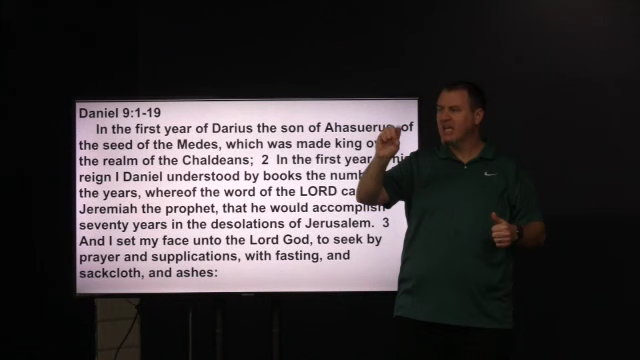 Daniel 9:1-19
In the first year of Darius the son of Ahasuerus, of
the seed of the Medes, which was made king
the realm of the Chaldeans; 2 In the first year
reign I Daniel understood by books the
the years, whereof the word of the LORD
Jeremiah the prophet, that he would accomplish
seventy years in the desolations of Jerusalem. 3
And I set my face unto the Lord God, to seek by
prayer and supplications, with fasting, and
sackcloth, and ashes: